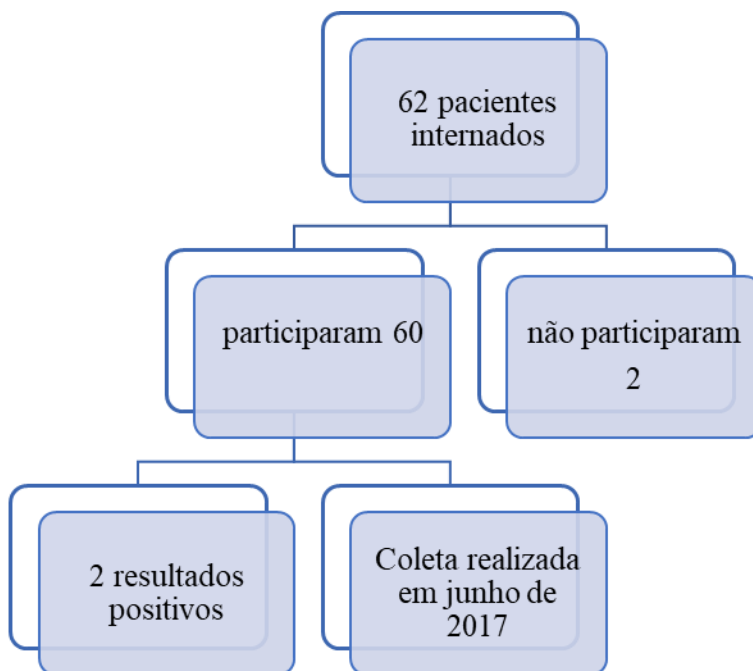 62 pacientes
internados
participaram 60
não participaram
2
2 resultados
positivos
Coleta realizada
em junho de
2017